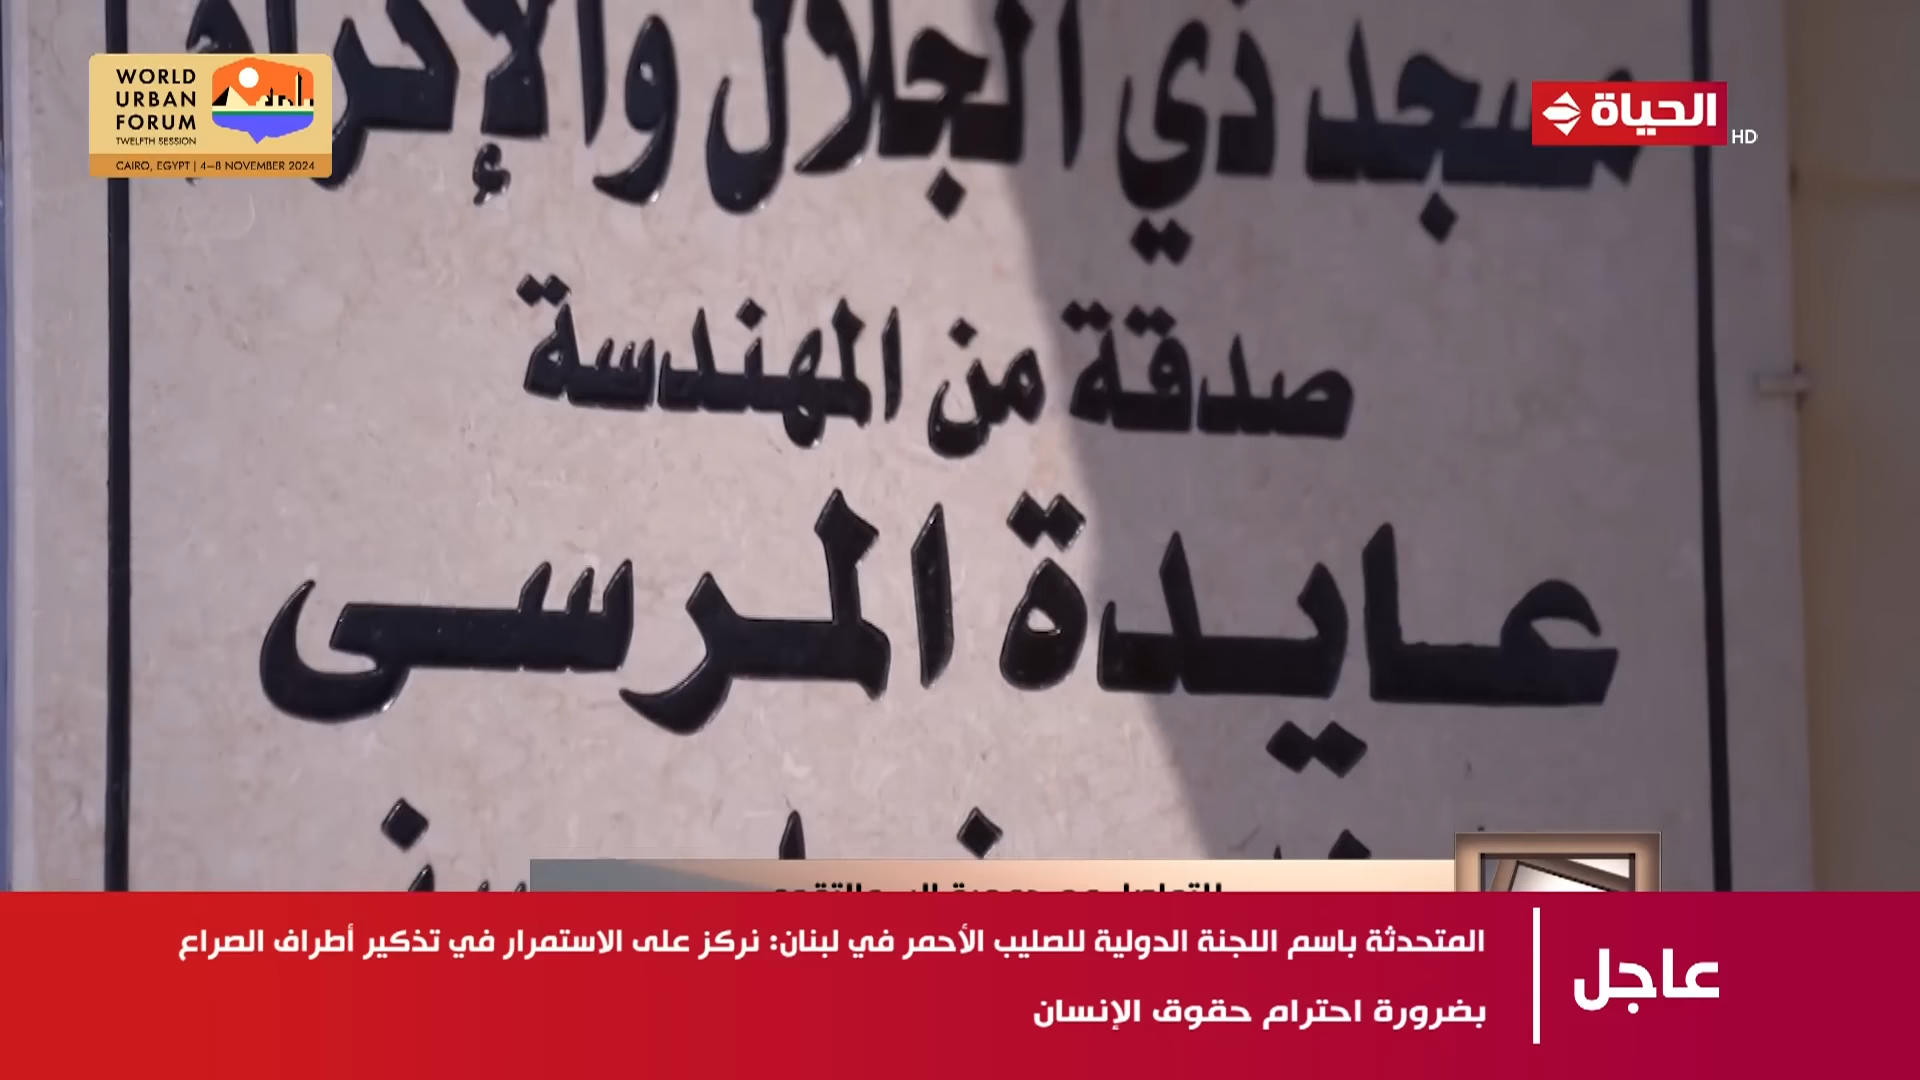 WORLD
URBAN
FORUM
TWELFTH SESSION
CAIRO, EGYPT | 4–8 NOVEMBER 2024
الحياة
HD
مسجد ذي الجلال والإكرام
صدقة من المهندسة
عايدة المرسى
عاجل
المتحدثة باسم اللجنة الدولية للصليب الأحمر في لبنان: نركز على الاستمرار في تذكير أطراف الصراع
بضرورة احترام حقوق الإنسان